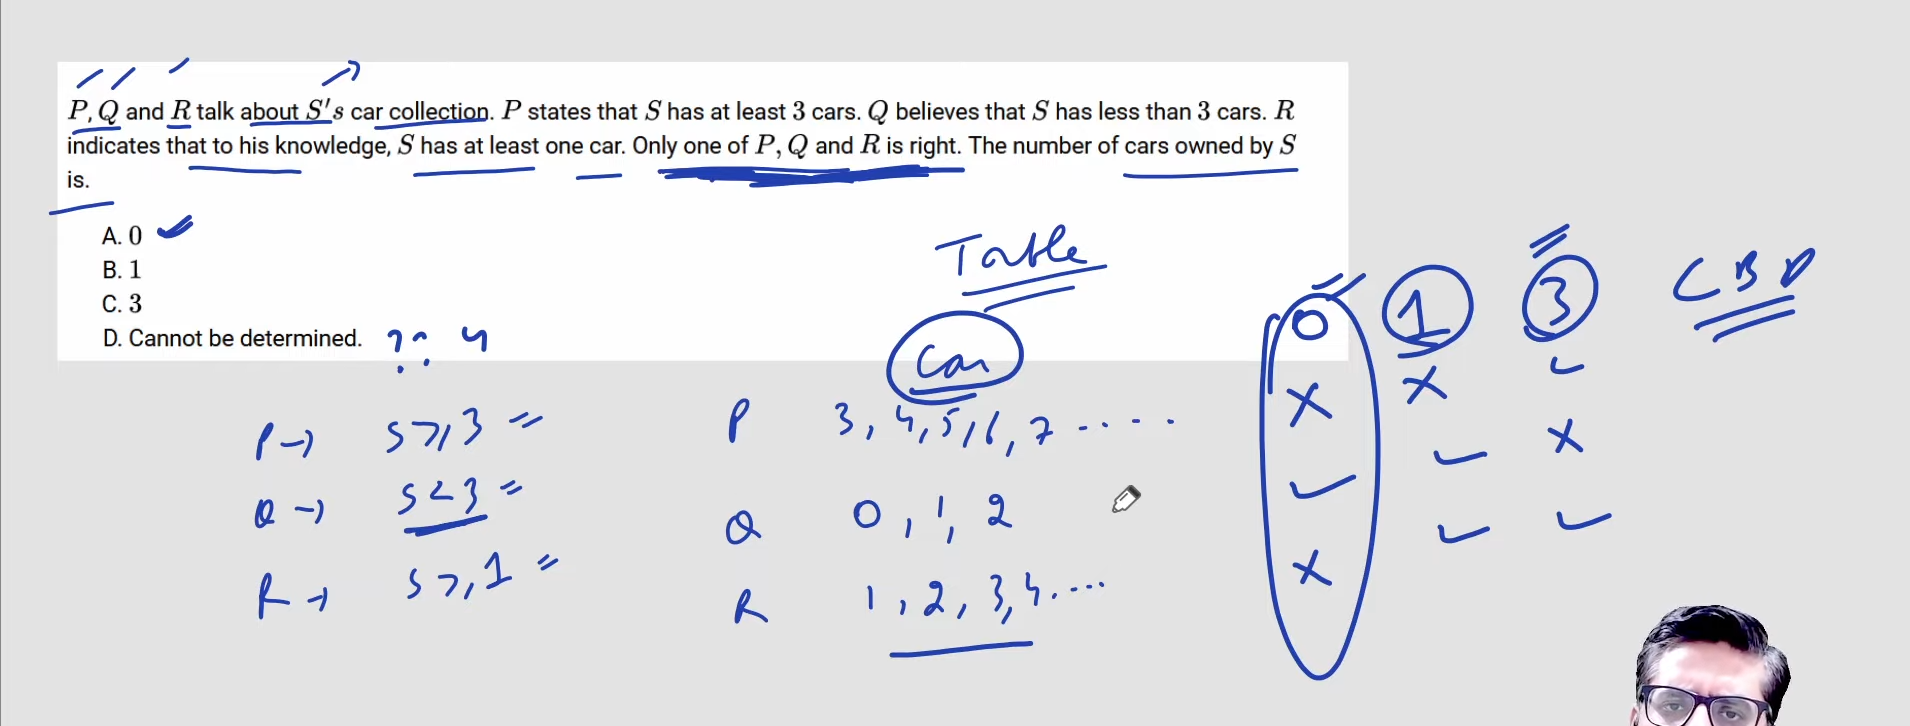 P, Q and R talk about S's car collection. P states that S has at least 3 cars. Q believes that S has less than 3 cars. R
indicates that to his knowledge, S has at least one car. Only one of P, Q and R is right. The number of cars owned by S
is.
A. 0
B. 1
C. 3
D. Cannot be determined. ?? 4
Table
Car
0 1 3 CBD
P → S ≥ 3
Q → S < 3
R → S ≥ 1
P 3, 4, 5, 6, 7 .... × × ✓
Q 0, 1, 2 ✓ ✓ ×
R 1, 2, 3, 4.... × ✓ ✓